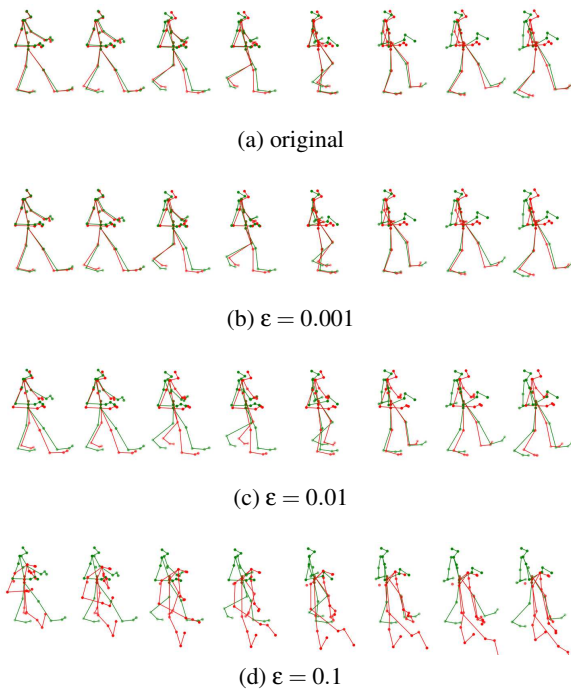 (a) original
(b) ε = 0.001
(c) ε = 0.01
(d) ε = 0.1